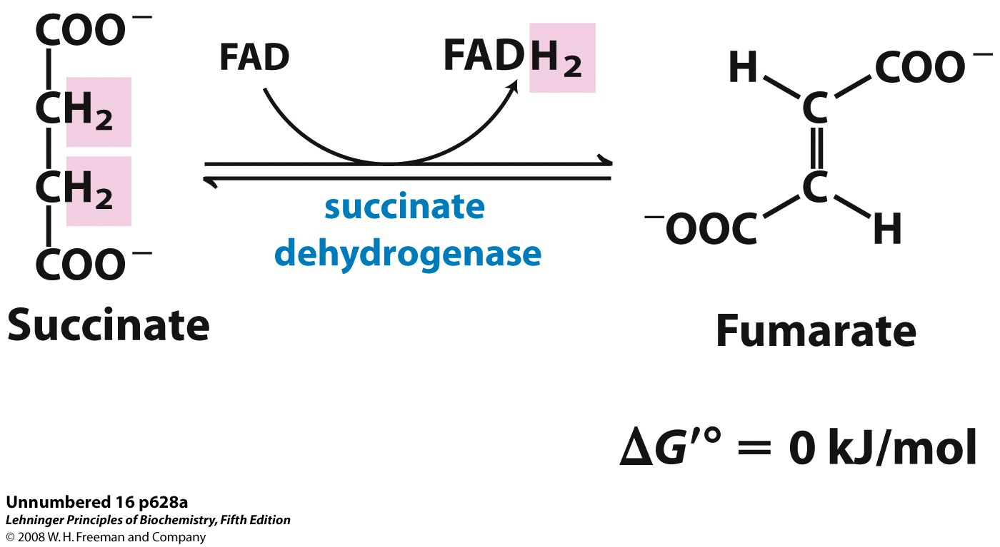 COO⁻
CH₂
CH₂
COO⁻
Succinate
FAD
FADH₂
succinate
dehydrogenase
H
COO⁻
C
C
⁻OOC
H
Fumarate
ΔG′° = 0 kJ/mol
Unnumbered 16 p628a
Lehninger Principles of Biochemistry, Fifth Edition
© 2008 W. H. Freeman and Company